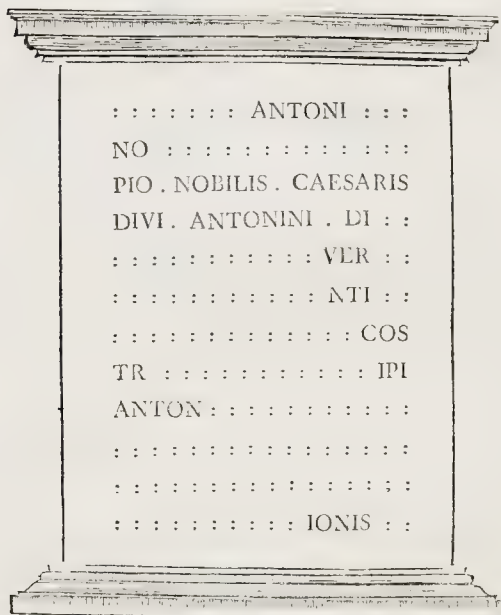 : : : : : : : ANTONI : : :
NO : : : : : : : : : : : : :
PIO . NOBILIS . CAESARIS
DIVI . ANTONINI . DI : :
: : : : : : : : : : : VER : :
: : : : : : : : : : : NTI : :
: : : : : : : : : : : : : COS
TR : : : : : : : : : : : IPI
ANTON : : : : : : : : : : :
: : : : : : : : : : : : : : : :
: : : : : : : : : : : : : : ; :
: : : : : : : : : : IONIS : :